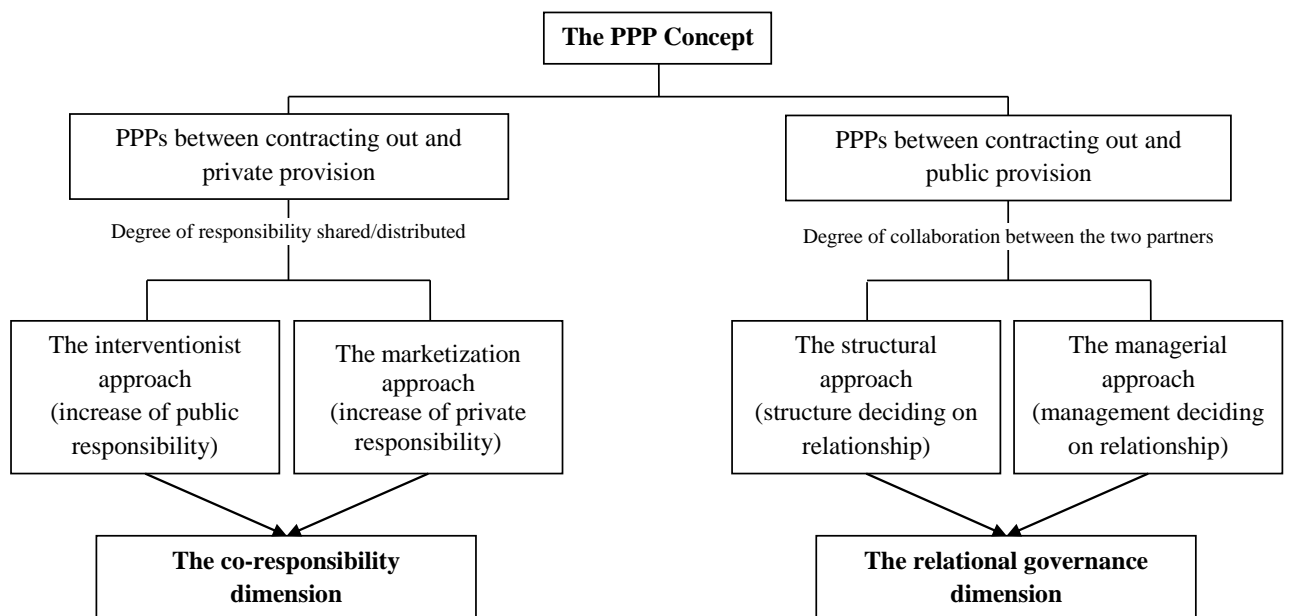 The PPP Concept
PPPs between contracting out and
private provision
PPPs between contracting out and
public provision
Degree of responsibility shared/distributed
Degree of collaboration between the two partners
The interventionist
approach
(increase of public
responsibility)
The marketization
approach
(increase of private
responsibility)
The structural
approach
(structure deciding on
relationship)
The managerial
approach
(management deciding
on relationship)
The co-responsibility
dimension
The relational governance
dimension